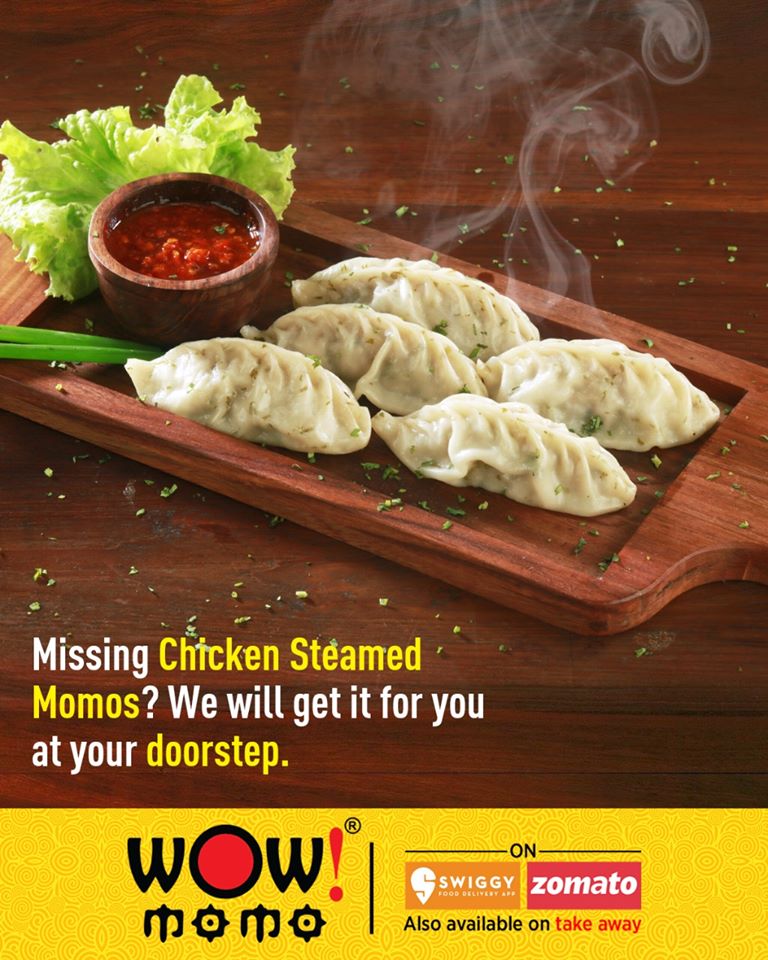 Missing Chicken Steamed
Momos? We will get it for you
at your doorstep.
WOW!®
momo
ON
SWIGGY
FOOD DELIVERY APP
zomato
Also available on take away